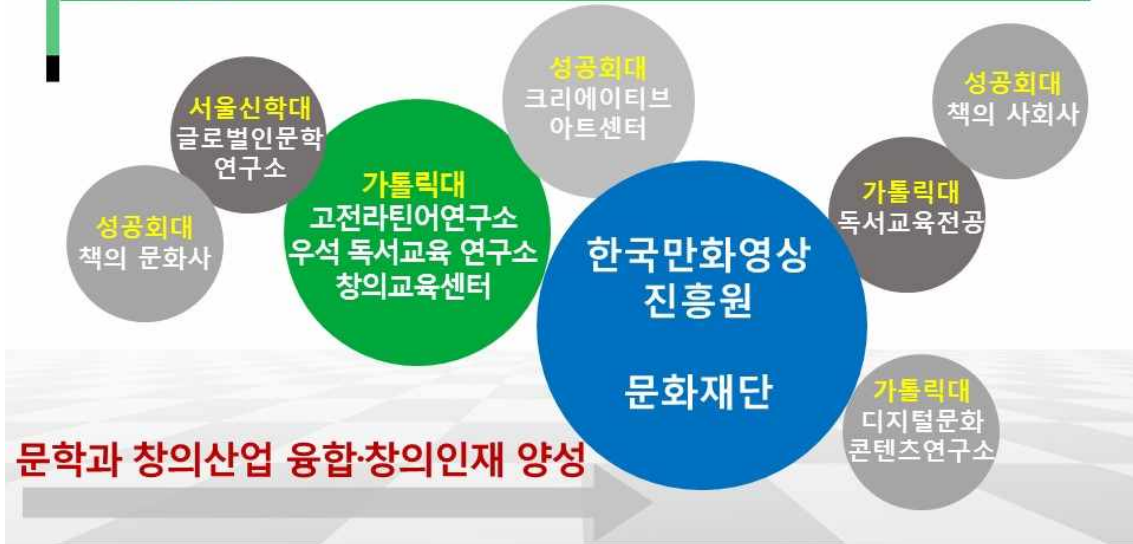 성공회대
책의 문화사
서울신학대
글로벌인문학
연구소
가톨릭대
고전라틴어연구소
우석 독서교육 연구소
창의교육센터
성공회대
크리에이티브
아트센터
한국만화영상
진흥원
문화재단
가톨릭대
독서교육전공
성공회대
책의 사회사
가톨릭대
디지털문화
콘텐츠연구소
문학과 창의산업 융합·창의인재 양성